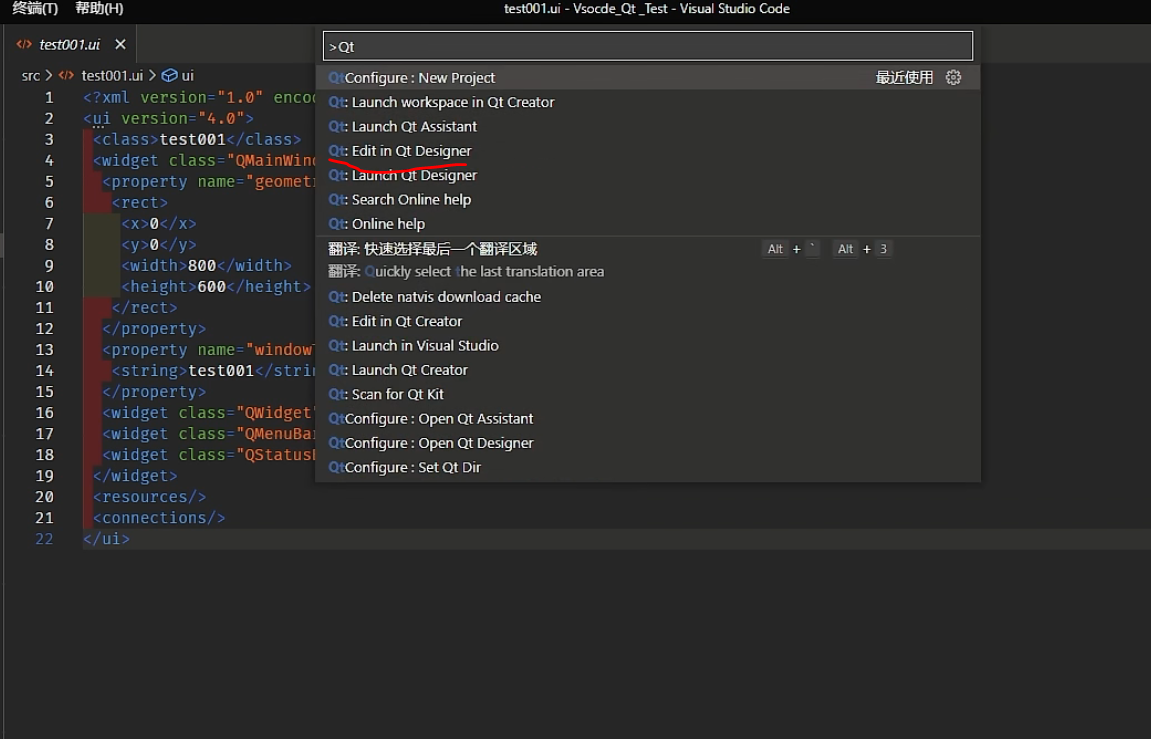 终端(T) 帮助(H)
test001.ui - Vsocde_Qt _Test - Visual Studio Code
test001.ui
src > test001.ui > ui
>Qt
QtConfigure : New Project 最近使用
Qt: Launch workspace in Qt Creator
Qt: Launch Qt Assistant
Qt: Edit in Qt Designer
Qt: Launch Qt Designer
Qt: Search Online help
Qt: Online help
翻译: 快速选择最后一个翻译区域 Alt + ` Alt + 3
翻译: Quickly select the last translation area
Qt: Delete natvis download cache
Qt: Edit in Qt Creator
Qt: Launch in Visual Studio
Qt: Launch Qt Creator
Qt: Scan for Qt Kit
QtConfigure : Open Qt Assistant
QtConfigure : Open Qt Designer
QtConfigure : Set Qt Dir
1 <?xml version="1.0" enco
2 <ui version="4.0">
3 <class>test001</class>
4 <widget class="QMainWind
5 <property name="geomet
6 <rect>
7 <x>0</x>
8 <y>0</y>
9 <width>800</width>
10 <height>600</height>
11 </rect>
12 </property>
13 <property name="window
14 <string>test001</stri
15 </property>
16 <widget class="QWidget"
17 <widget class="QMenuBa
18 <widget class="QStatus
19 </widget>
20 <resources/>
21 <connections/>
22 </ui>